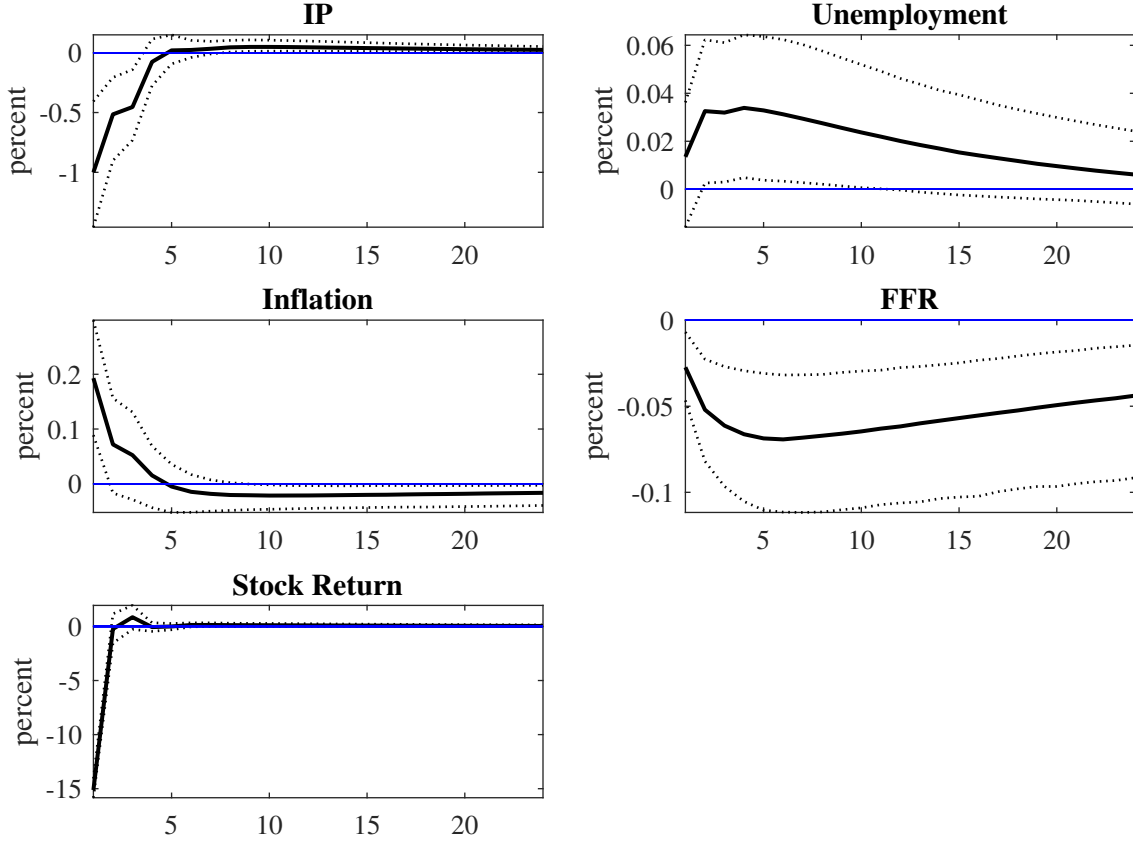 IP
percent
0
-0.5
-1
5 10 15 20
Unemployment
percent
0.06
0.04
0.02
0
5 10 15 20
Inflation
percent
0.2
0.1
0
5 10 15 20
FFR
percent
0
-0.05
-0.1
5 10 15 20
Stock Return
percent
0
-5
-10
-15
5 10 15 20